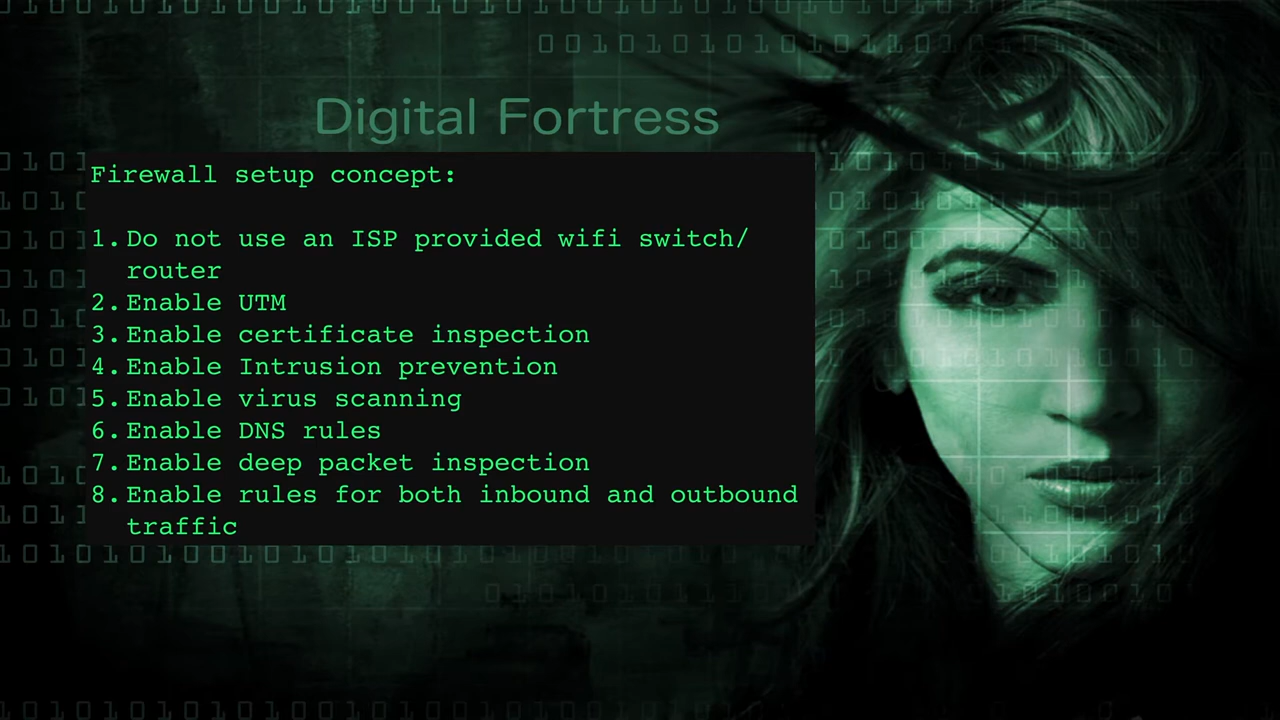 Digital Fortress
Firewall setup concept:
1. Do not use an ISP provided wifi switch/
router
2. Enable UTM
3. Enable certificate inspection
4. Enable Intrusion prevention
5. Enable virus scanning
6. Enable DNS rules
7. Enable deep packet inspection
8. Enable rules for both inbound and outbound
traffic